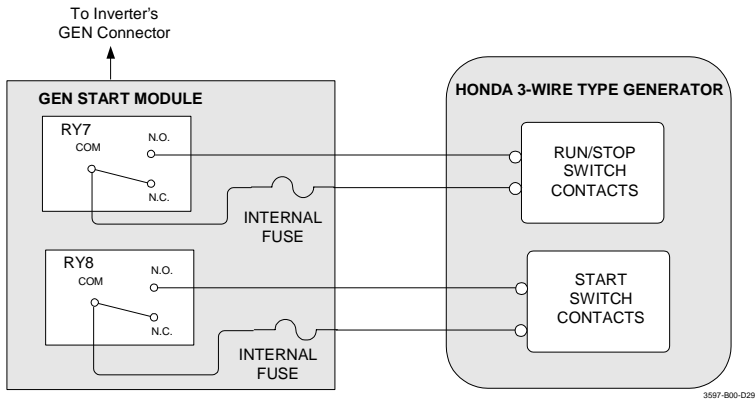 To Inverter's
GEN Connector
GEN START MODULE
HONDA 3-WIRE TYPE GENERATOR
RY7
COM
N.O.
N.C.
INTERNAL
FUSE
RUN/STOP
SWITCH
CONTACTS
RY8
COM
N.O.
N.C.
INTERNAL
FUSE
START
SWITCH
CONTACTS
3597-B00-D29